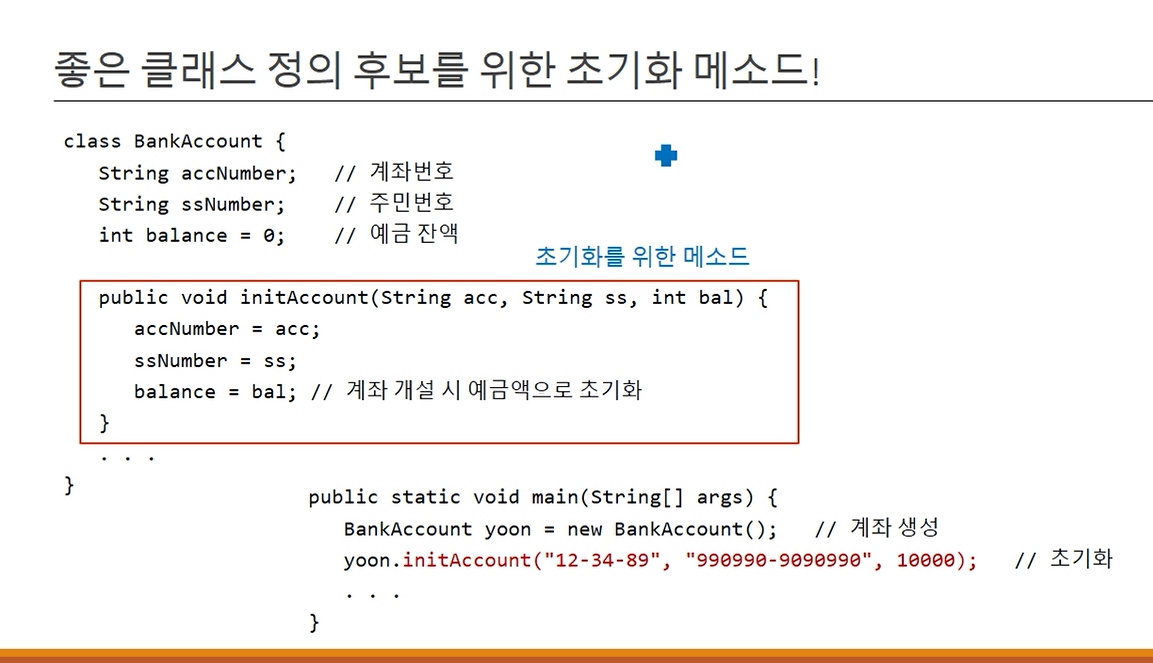 좋은 클래스 정의 후보를 위한 초기화 메소드!
class BankAccount {
String accNumber; // 계좌번호
String ssNumber; // 주민번호
int balance = 0; // 예금 잔액
초기화를 위한 메소드
public void initAccount(String acc, String ss, int bal) {
accNumber = acc;
ssNumber = ss;
balance = bal; // 계좌 개설 시 예금액으로 초기화
}
. . .
}
public static void main(String[] args) {
BankAccount yoon = new BankAccount(); // 계좌 생성
yoon.initAccount("12-34-89", "990990-9090990", 10000); // 초기화
. . .
}